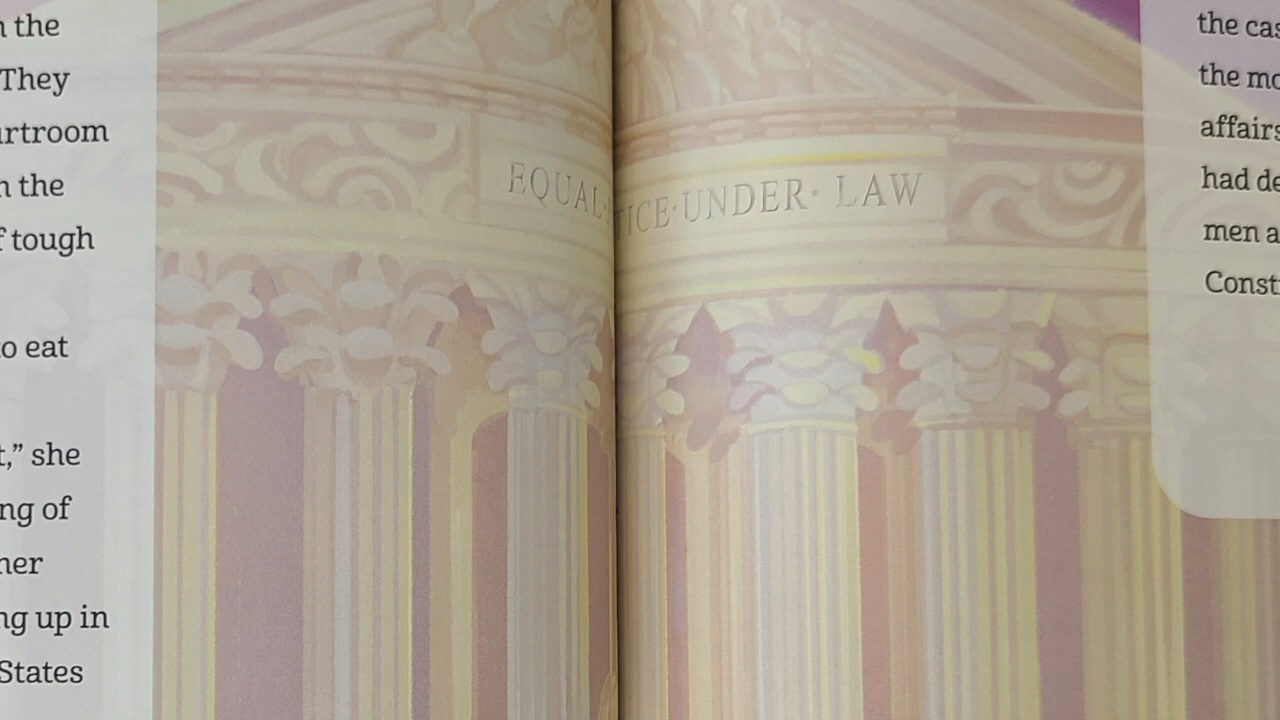 the
They
rtroom
the
tough
o eat
,” she
ng of
her
ng up in
States
EQUAL·
TICE·UNDER· LAW
the cas
the mo
affairs
had de
men a
Const